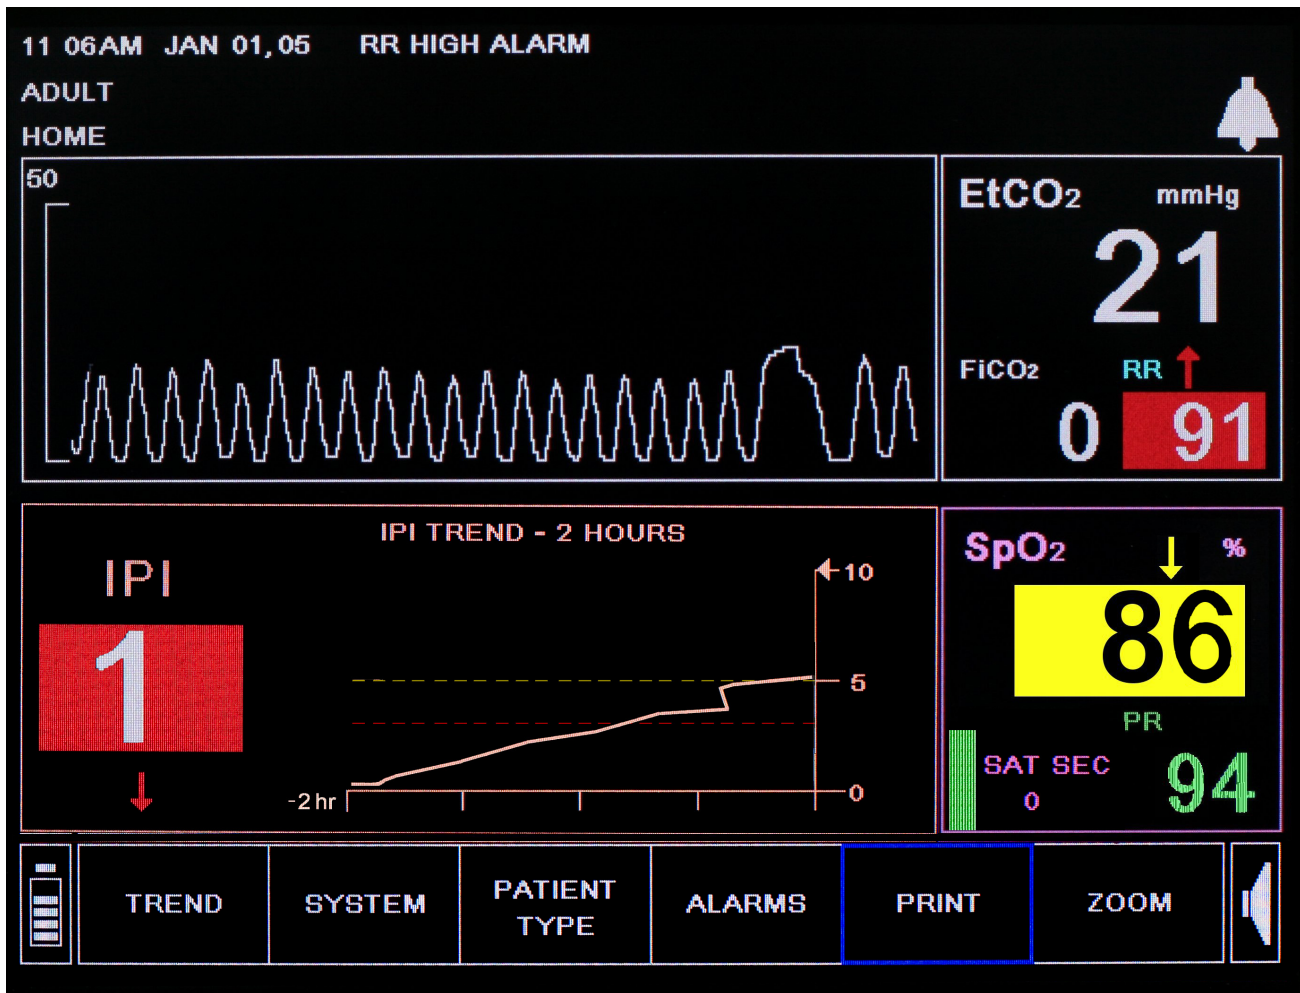 11 06AM JAN 01,05 RR HIGH ALARM
ADULT
HOME
50
EtCO2 mmHg
21
FiCO2 RR
0 91
IPI TREND - 2 HOURS
IPI
1
10
5
0
-2 hr
SpO2 %
86
PR
SAT SEC
0
94
TREND
SYSTEM
PATIENT
TYPE
ALARMS
PRINT
ZOOM